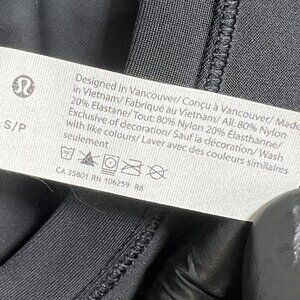 Designed in Vancouver/ Conçu à Vancouver/ Made
in Vietnam/ Fabriqué au Vietnam/ All: 80% Nylon
20% Elastane/ Tout: 80% Nylon 20% Élasthanne/
Exclusive of decoration/ Sauf la décoration/ Wash
with like colours/ Laver avec des couleurs similaires
S/P
CA 35801 RN 106259 R8